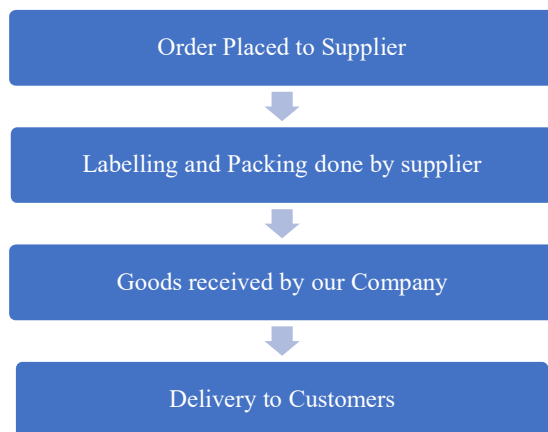 Order Placed to Supplier
Labelling and Packing done by supplier
Goods received by our Company
Delivery to Customers